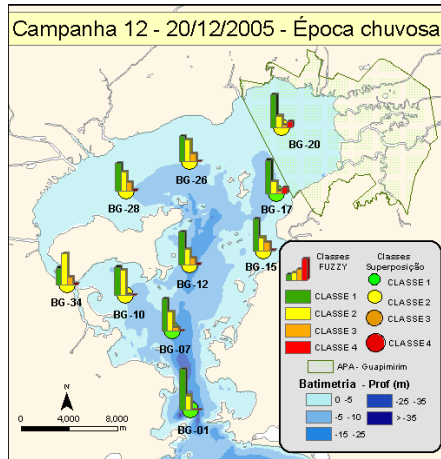 Campanha 12 - 20/12/2005 - Época chuvosa
BG-20
BG-26
BG-28
BG-17
BG-15
BG-12
BG-34
BG-10
BG-07
BG-01
N
4,000 0 4,000 8,000
m
Classes FUZZY
Classes Superposição
CLASSE 1
CLASSE 2
CLASSE 3
CLASSE 4
CLASSE 1
CLASSE 2
CLASSE 3
CLASSE 4
APA - Guapimirim
Batimetria - Prof (m)
0 -5
-5 -10
-15 -25
-25 -35
>-35